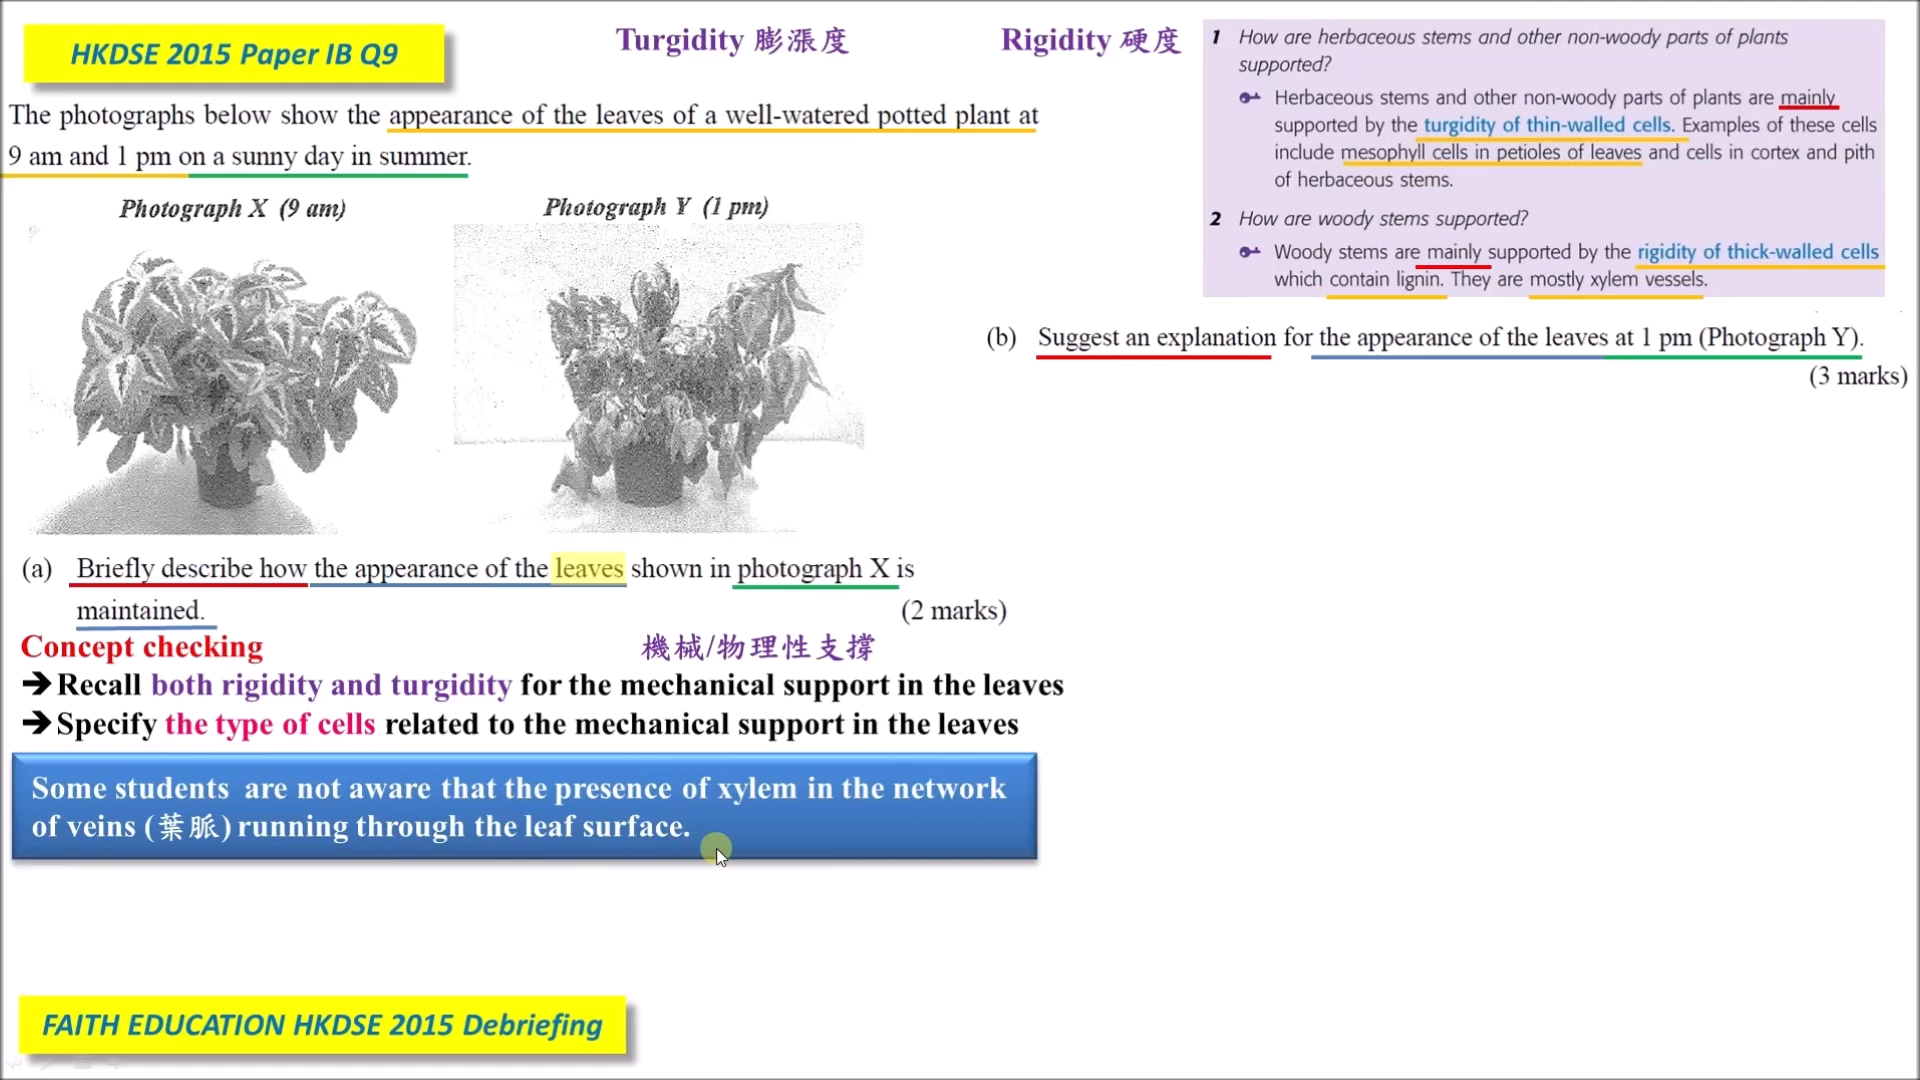 HKDSE 2015 Paper IB Q9
Turgidity 膨漲度
Rigidity 硬度
The photographs below show the appearance of the leaves of a well-watered potted plant at
9 am and 1 pm on a sunny day in summer.
Photograph X (9 am)
Photograph Y (1 pm)
(a) Briefly describe how the appearance of the leaves shown in photograph X is
maintained. (2 marks)
Concept checking
機械/物理性支撐
➔Recall both rigidity and turgidity for the mechanical support in the leaves
➔Specify the type of cells related to the mechanical support in the leaves
Some students are not aware that the presence of xylem in the network
of veins (葉脈) running through the leaf surface.
FAITH EDUCATION HKDSE 2015 Debriefing
1 How are herbaceous stems and other non-woody parts of plants
supported?
Herbaceous stems and other non-woody parts of plants are mainly
supported by the turgidity of thin-walled cells. Examples of these cells
include mesophyll cells in petioles of leaves and cells in cortex and pith
of herbaceous stems.
2 How are woody stems supported?
Woody stems are mainly supported by the rigidity of thick-walled cells
which contain lignin. They are mostly xylem vessels.
(b) Suggest an explanation for the appearance of the leaves at 1 pm (Photograph Y).
(3 marks)